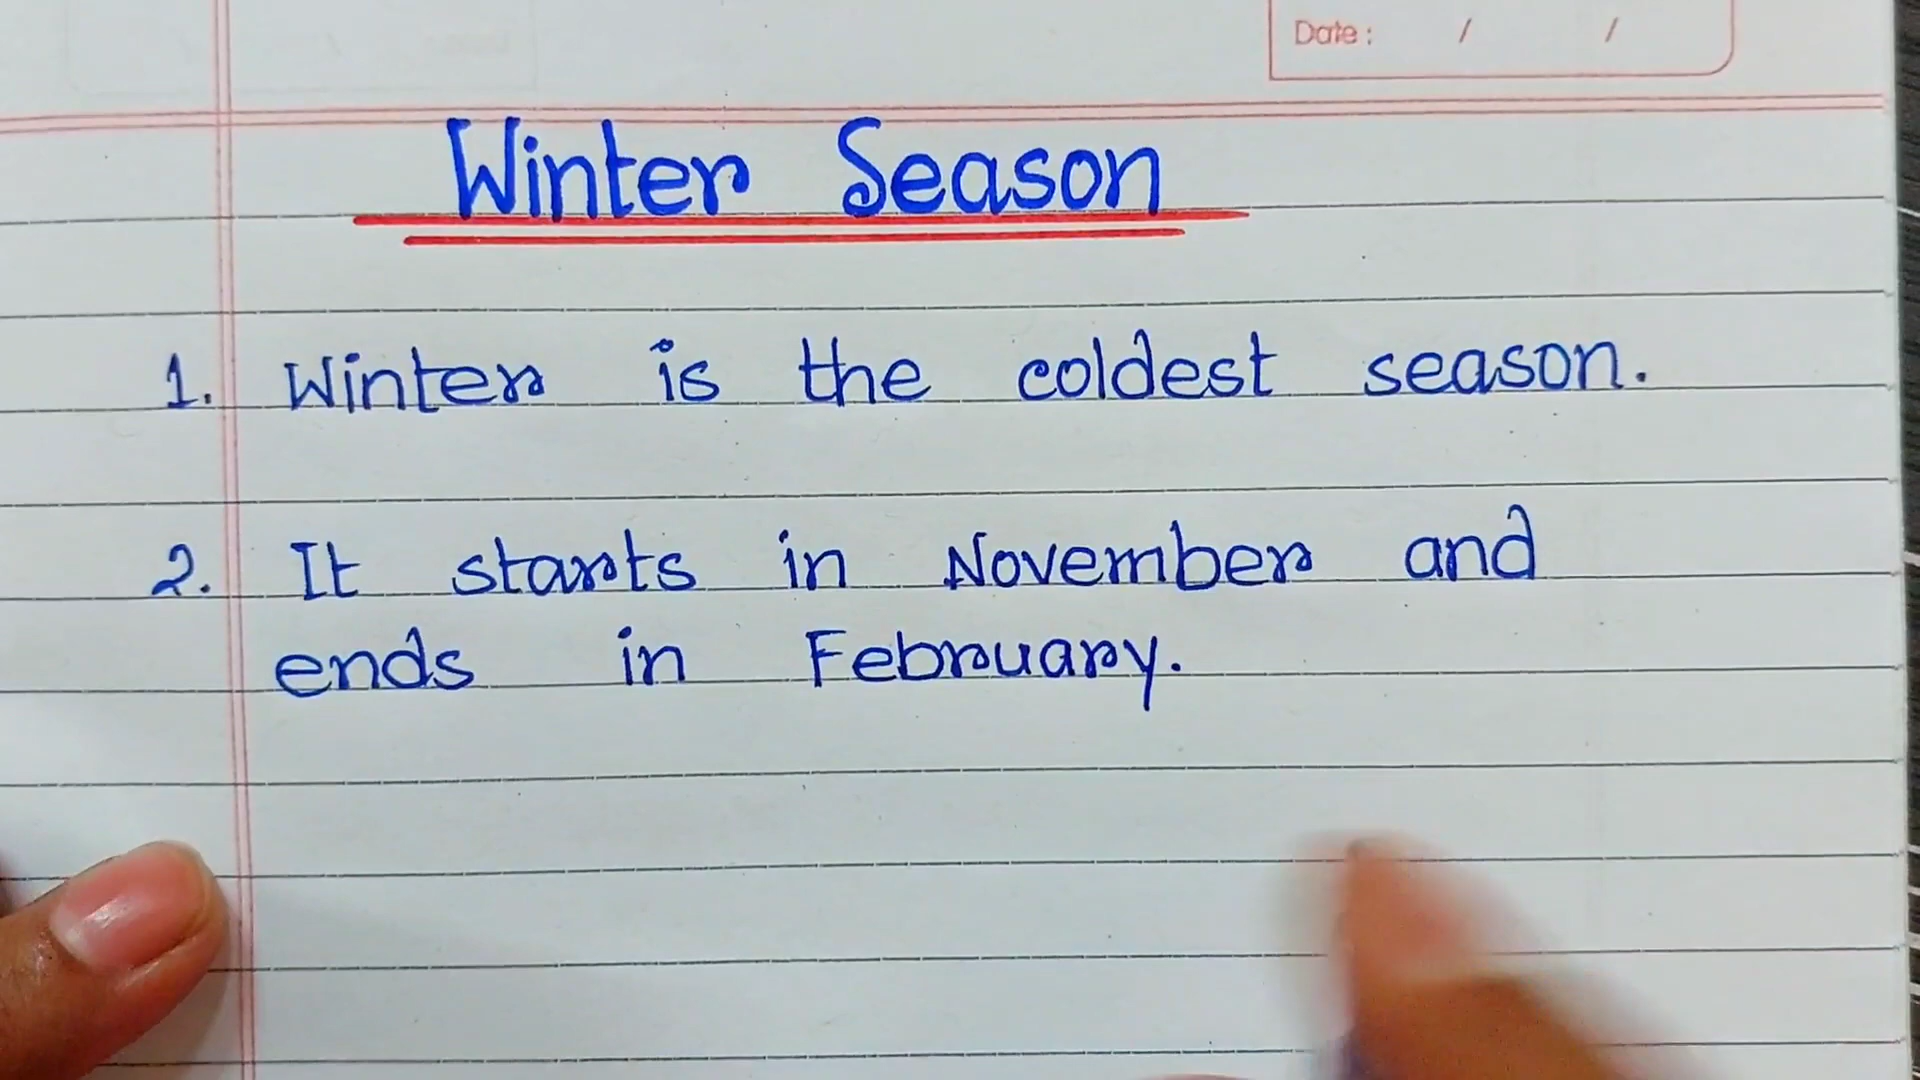 Date: / /
Winter Season
1. Winter is the coldest season.
2. It starts in November and
ends in February.